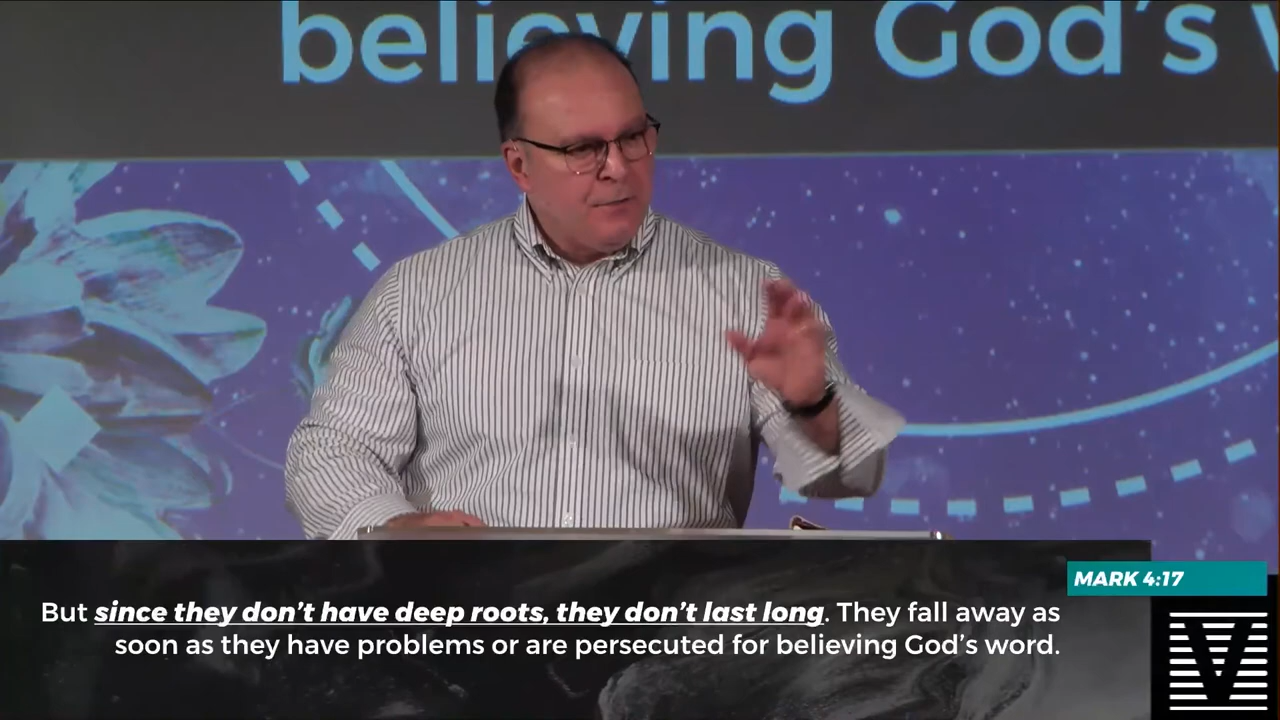 believing God's
MARK 4:17
But since they don't have deep roots, they don't last long. They fall away as
soon as they have problems or are persecuted for believing God's word.
V